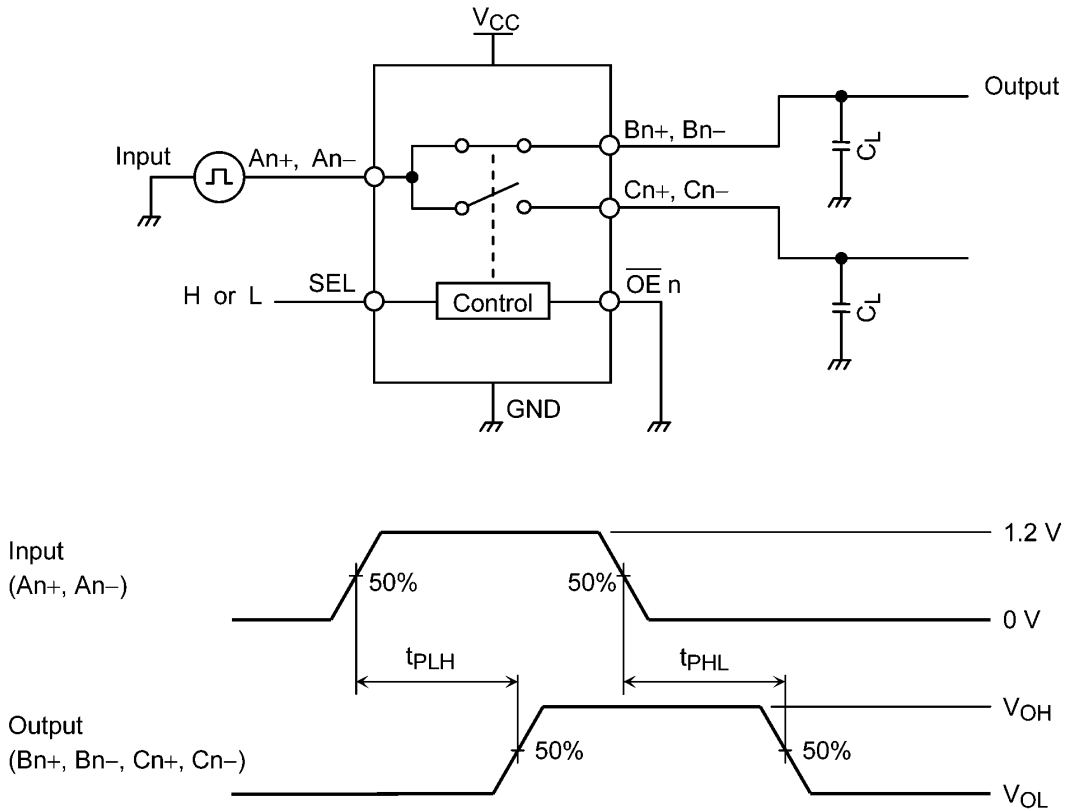 VCC
Output
Bn+, Bn−
Input
An+, An−
CL
Cn+, Cn−
SEL
OE n
H or L
Control
CL
GND
1.2 V
Input
(An+, An−)
50%
50%
0 V
tPLH
tPHL
VOH
Output
(Bn+, Bn−, Cn+, Cn−)
50%
50%
VOL